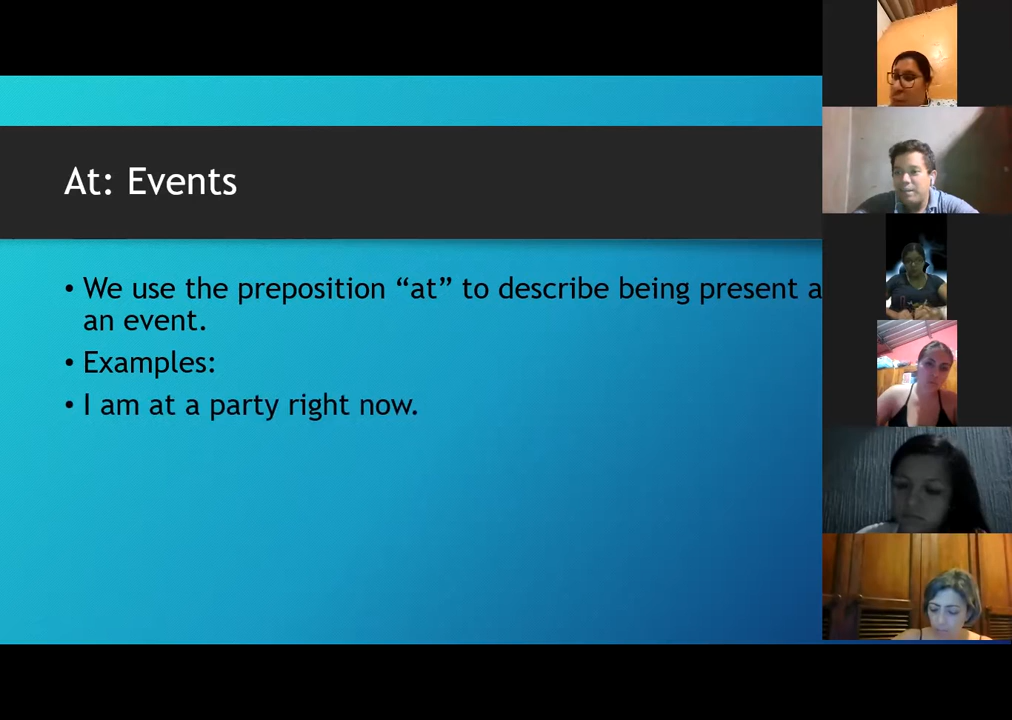 At: Events
• We use the preposition “at” to describe being present a
an event.
• Examples:
• I am at a party right now.